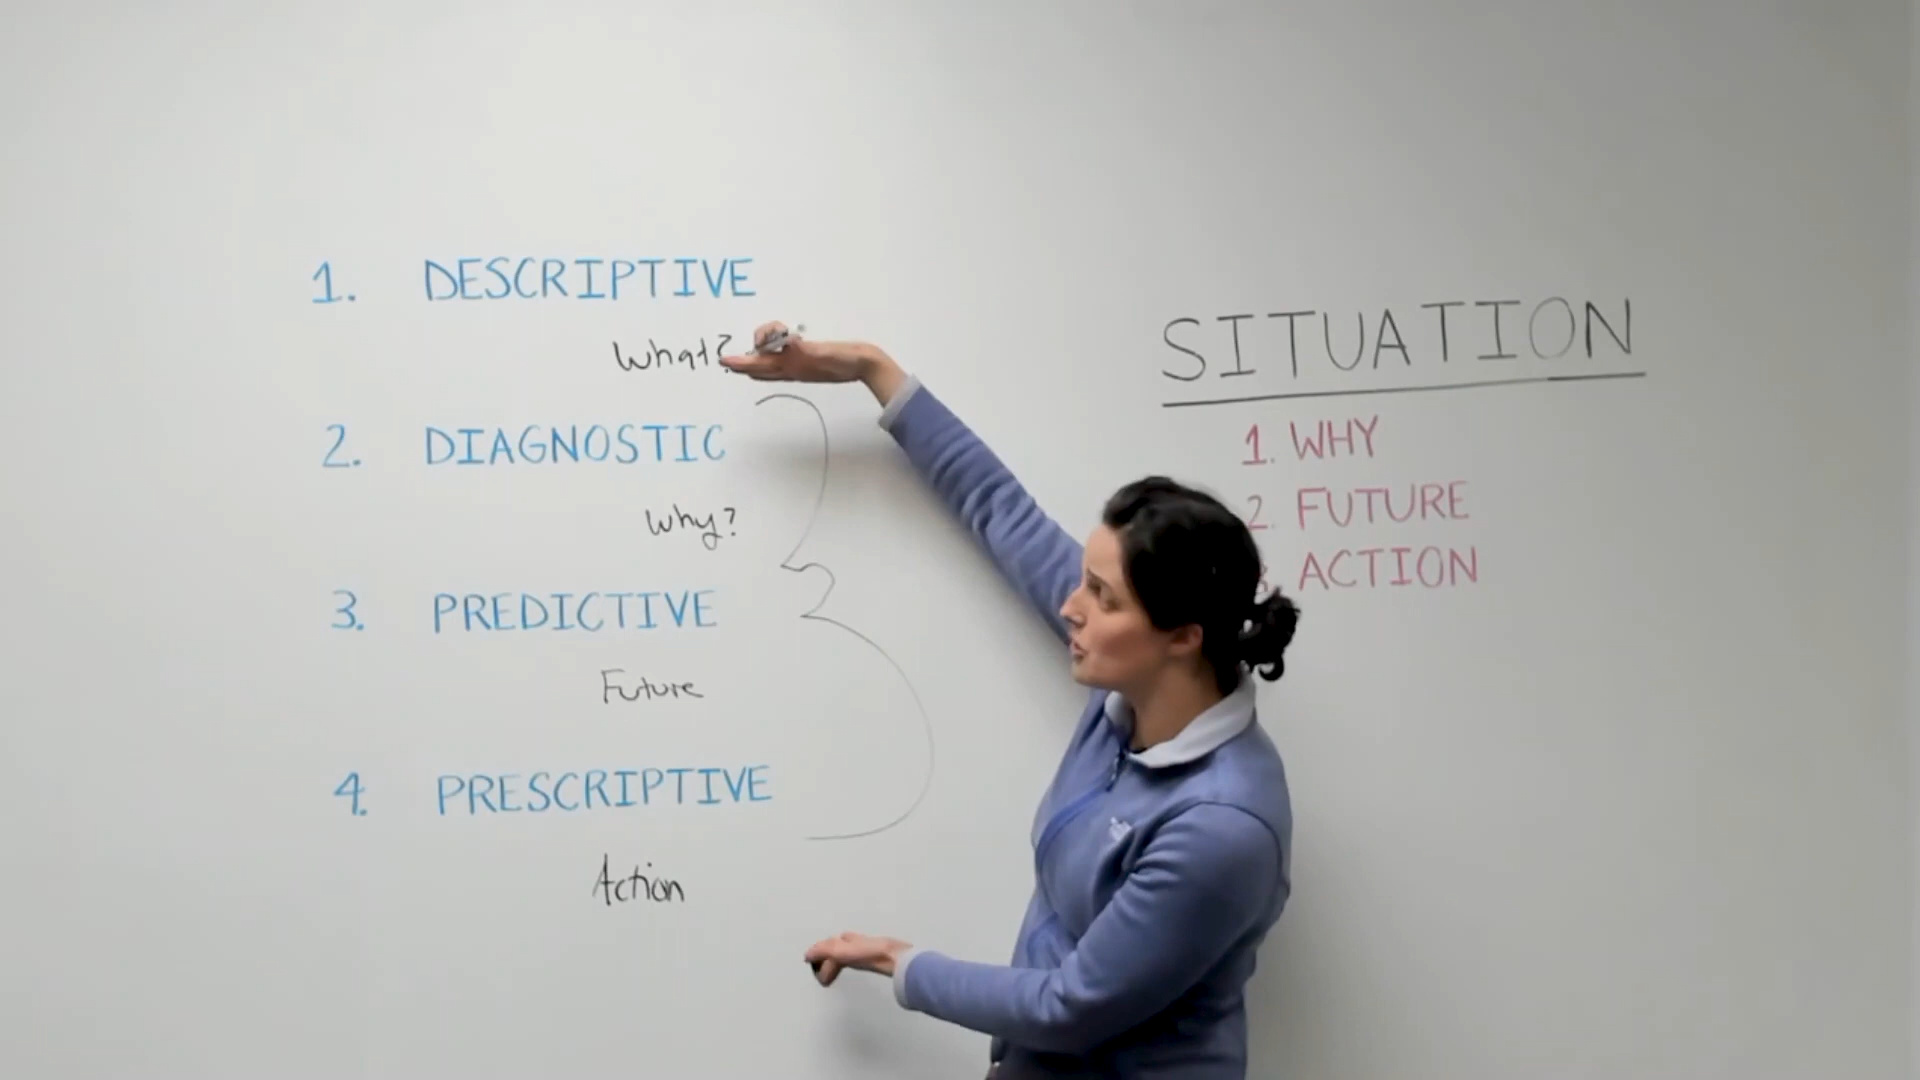 1. DESCRIPTIVE
What?
2. DIAGNOSTIC
Why?
3. PREDICTIVE
Future
4. PRESCRIPTIVE
Action
SITUATION
1. WHY
2. FUTURE
3. ACTION